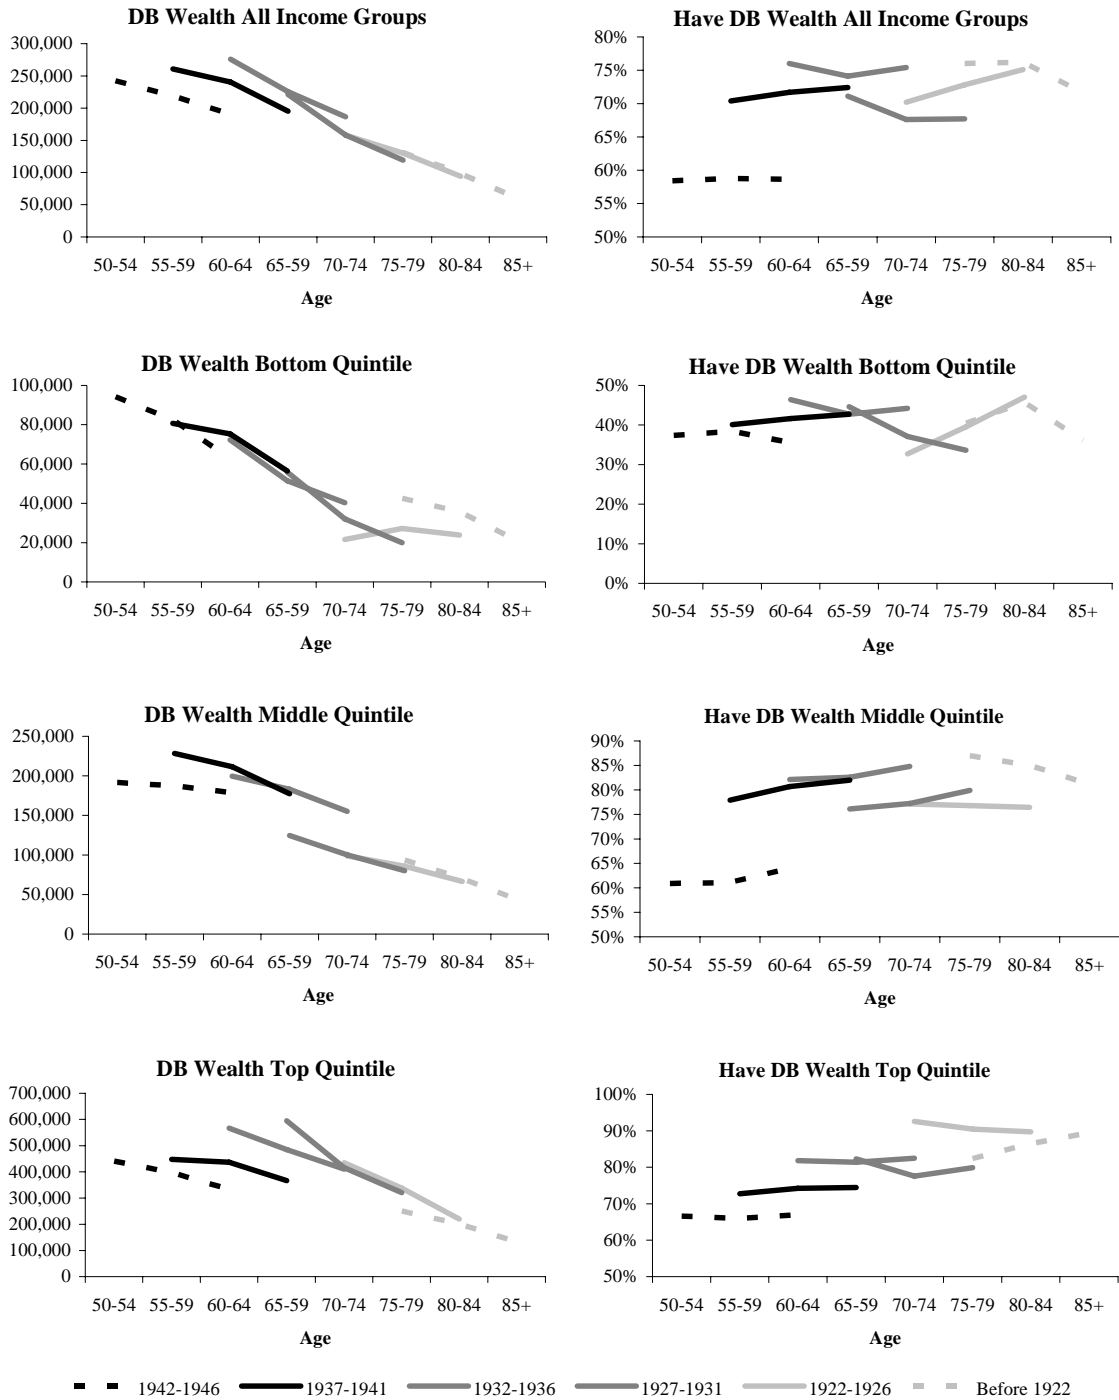 DB Wealth All Income Groups
300,000
250,000
200,000
150,000
100,000
50,000
0
50-54 55-59 60-64 65-59 70-74 75-79 80-84 85+
Age
Have DB Wealth All Income Groups
80%
75%
70%
65%
60%
55%
50%
50-54 55-59 60-64 65-59 70-74 75-79 80-84 85+
Age
DB Wealth Bottom Quintile
100,000
80,000
60,000
40,000
20,000
0
50-54 55-59 60-64 65-59 70-74 75-79 80-84 85+
Age
Have DB Wealth Bottom Quintile
50%
40%
30%
20%
10%
0%
50-54 55-59 60-64 65-59 70-74 75-79 80-84 85+
Age
DB Wealth Middle Quintile
250,000
200,000
150,000
100,000
50,000
0
50-54 55-59 60-64 65-59 70-74 75-79 80-84 85+
Age
Have DB Wealth Middle Quintile
90%
85%
80%
75%
70%
65%
60%
55%
50%
50-54 55-59 60-64 65-59 70-74 75-79 80-84 85+
Age
DB Wealth Top Quintile
700,000
600,000
500,000
400,000
300,000
200,000
100,000
0
50-54 55-59 60-64 65-59 70-74 75-79 80-84 85+
Age
Have DB Wealth Top Quintile
100%
90%
80%
70%
60%
50%
50-54 55-59 60-64 65-59 70-74 75-79 80-84 85+
Age
1942-1946 1937-1941 1932-1936 1927-1931 1922-1926 Before 1922